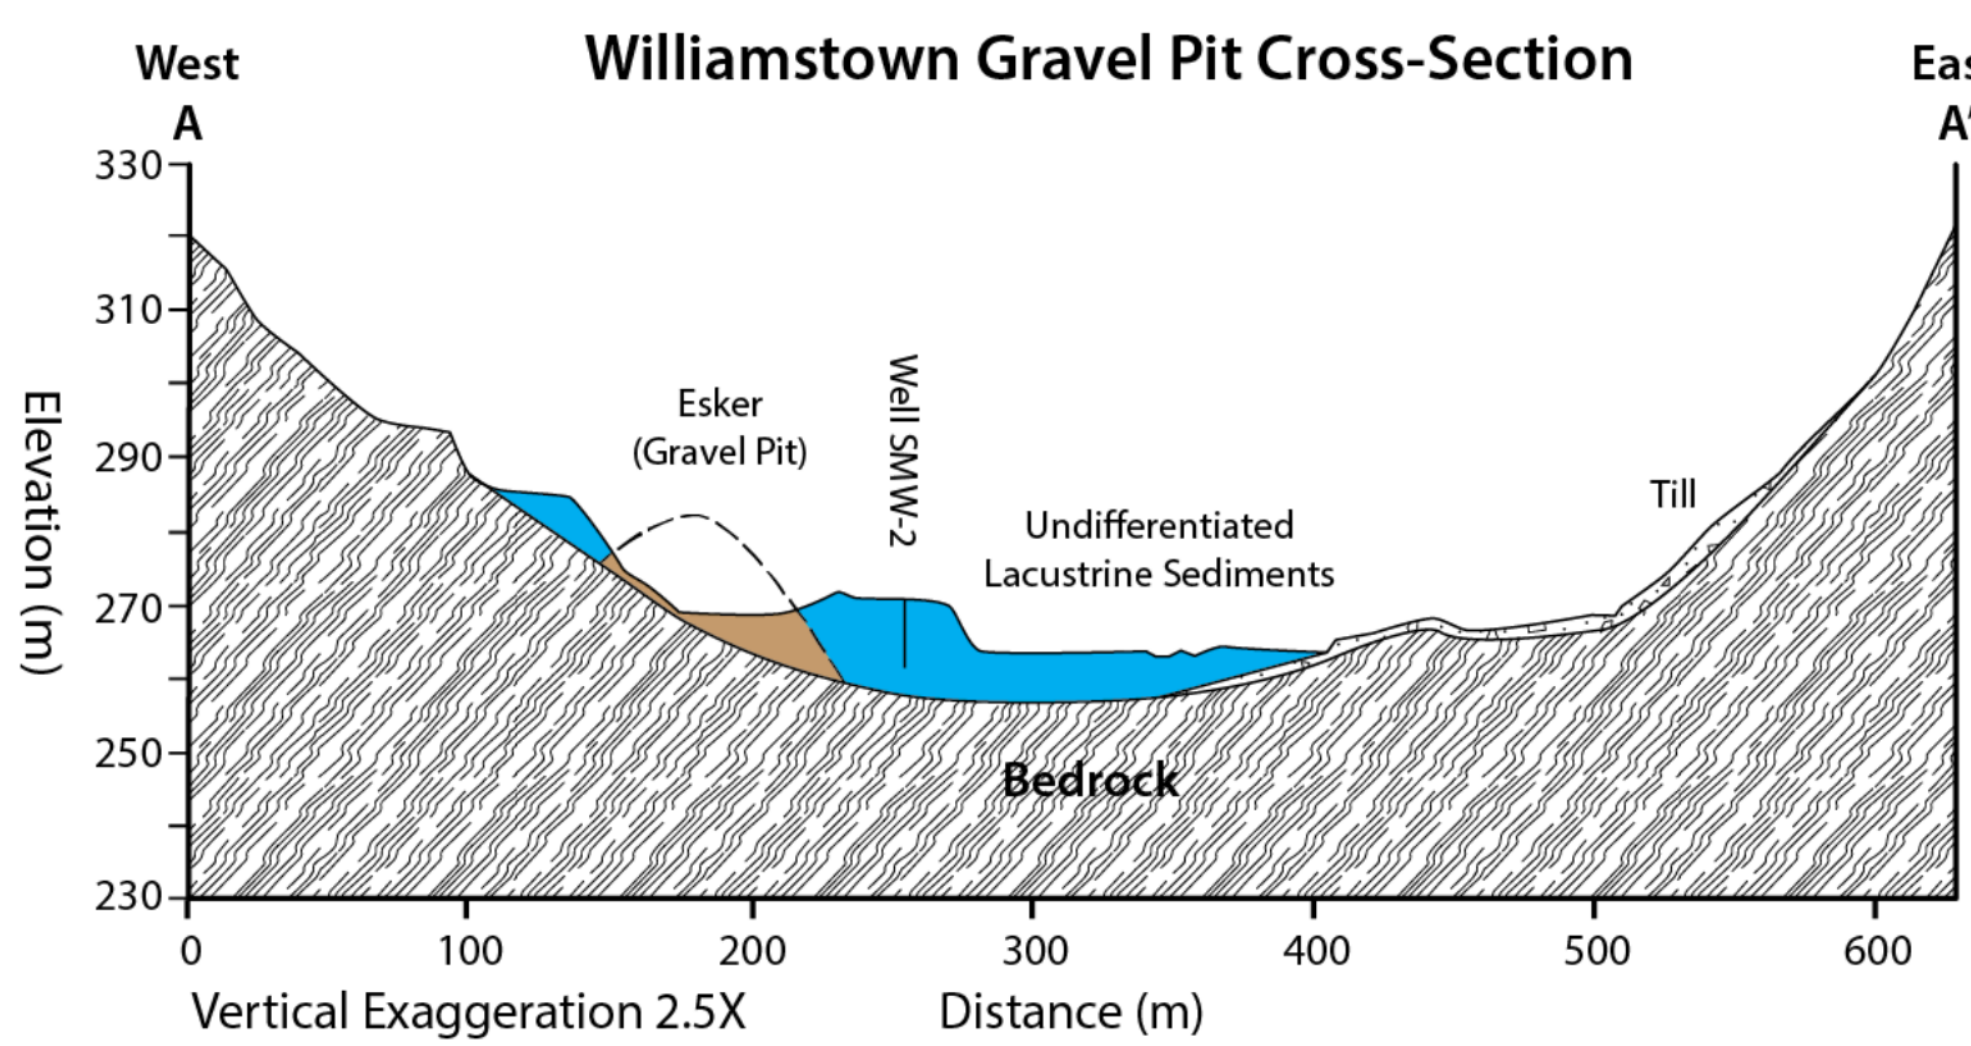 West
Williamstown Gravel Pit Cross-Section
Eas
A
A'
330
310
290
270
250
230
Elevation (m)
Esker
(Gravel Pit)
Well SMW-2
Undifferentiated
Lacustrine Sediments
Till
Bedrock
0 100 200 300 400 500 600
Vertical Exaggeration 2.5X
Distance (m)